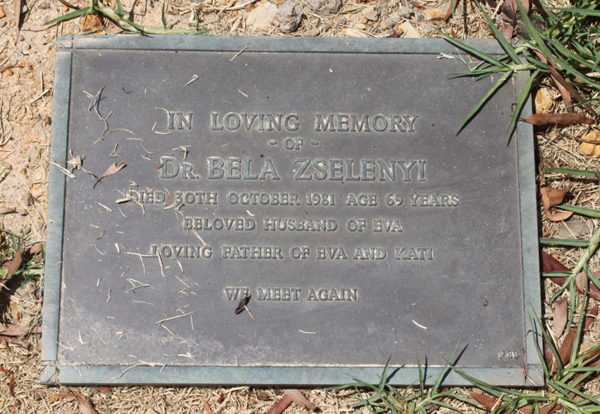 IN LOVING MEMORY
- OF -
DR. BELA ZSELENYI
DIED 30TH OCTOBER 1981 AGE 69 YEARS
BELOVED HUSBAND OF EVA
LOVING FATHER OF EVA AND KATI
WE MEET AGAIN